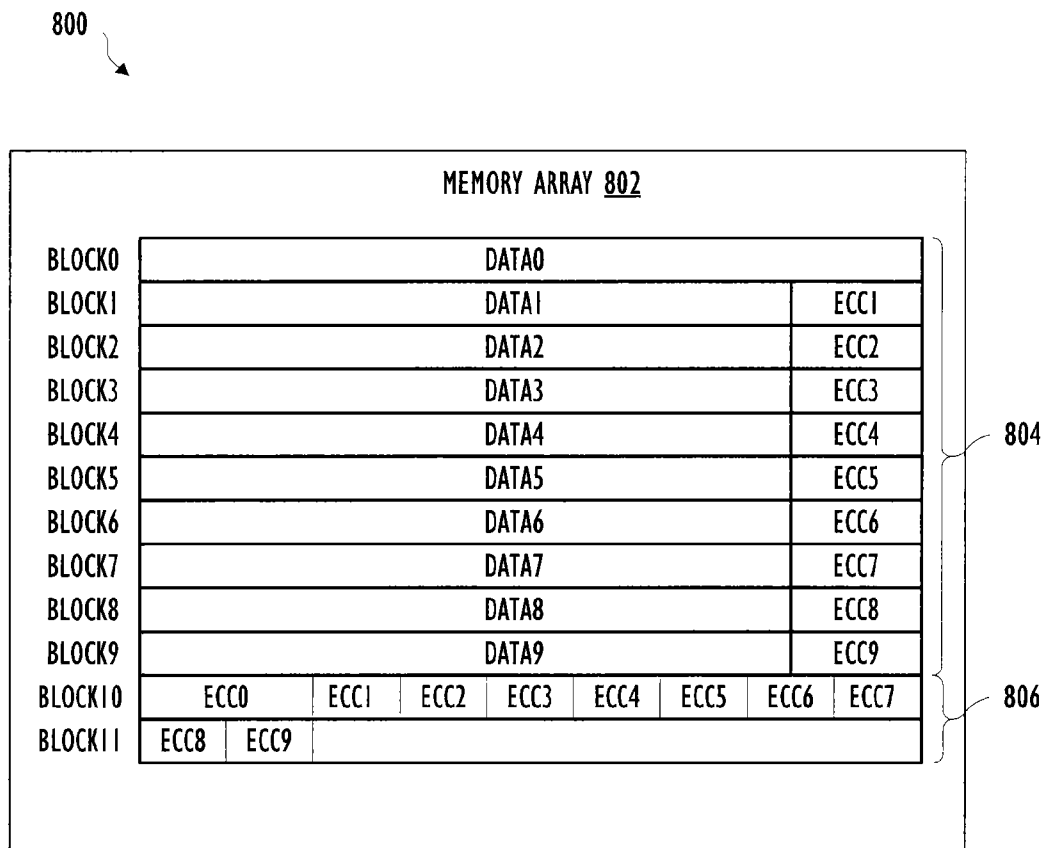 800
MEMORY ARRAY 802
BLOCK0 DATA0
BLOCK1 DATA1 ECC1
BLOCK2 DATA2 ECC2
BLOCK3 DATA3 ECC3
BLOCK4 DATA4 ECC4
804
BLOCK5 DATA5 ECC5
BLOCK6 DATA6 ECC6
BLOCK7 DATA7 ECC7
BLOCK8 DATA8 ECC8
BLOCK9 DATA9 ECC9
BLOCK10 ECC0 ECC1 ECC2 ECC3 ECC4 ECC5 ECC6 ECC7
806
BLOCK11 ECC8 ECC9